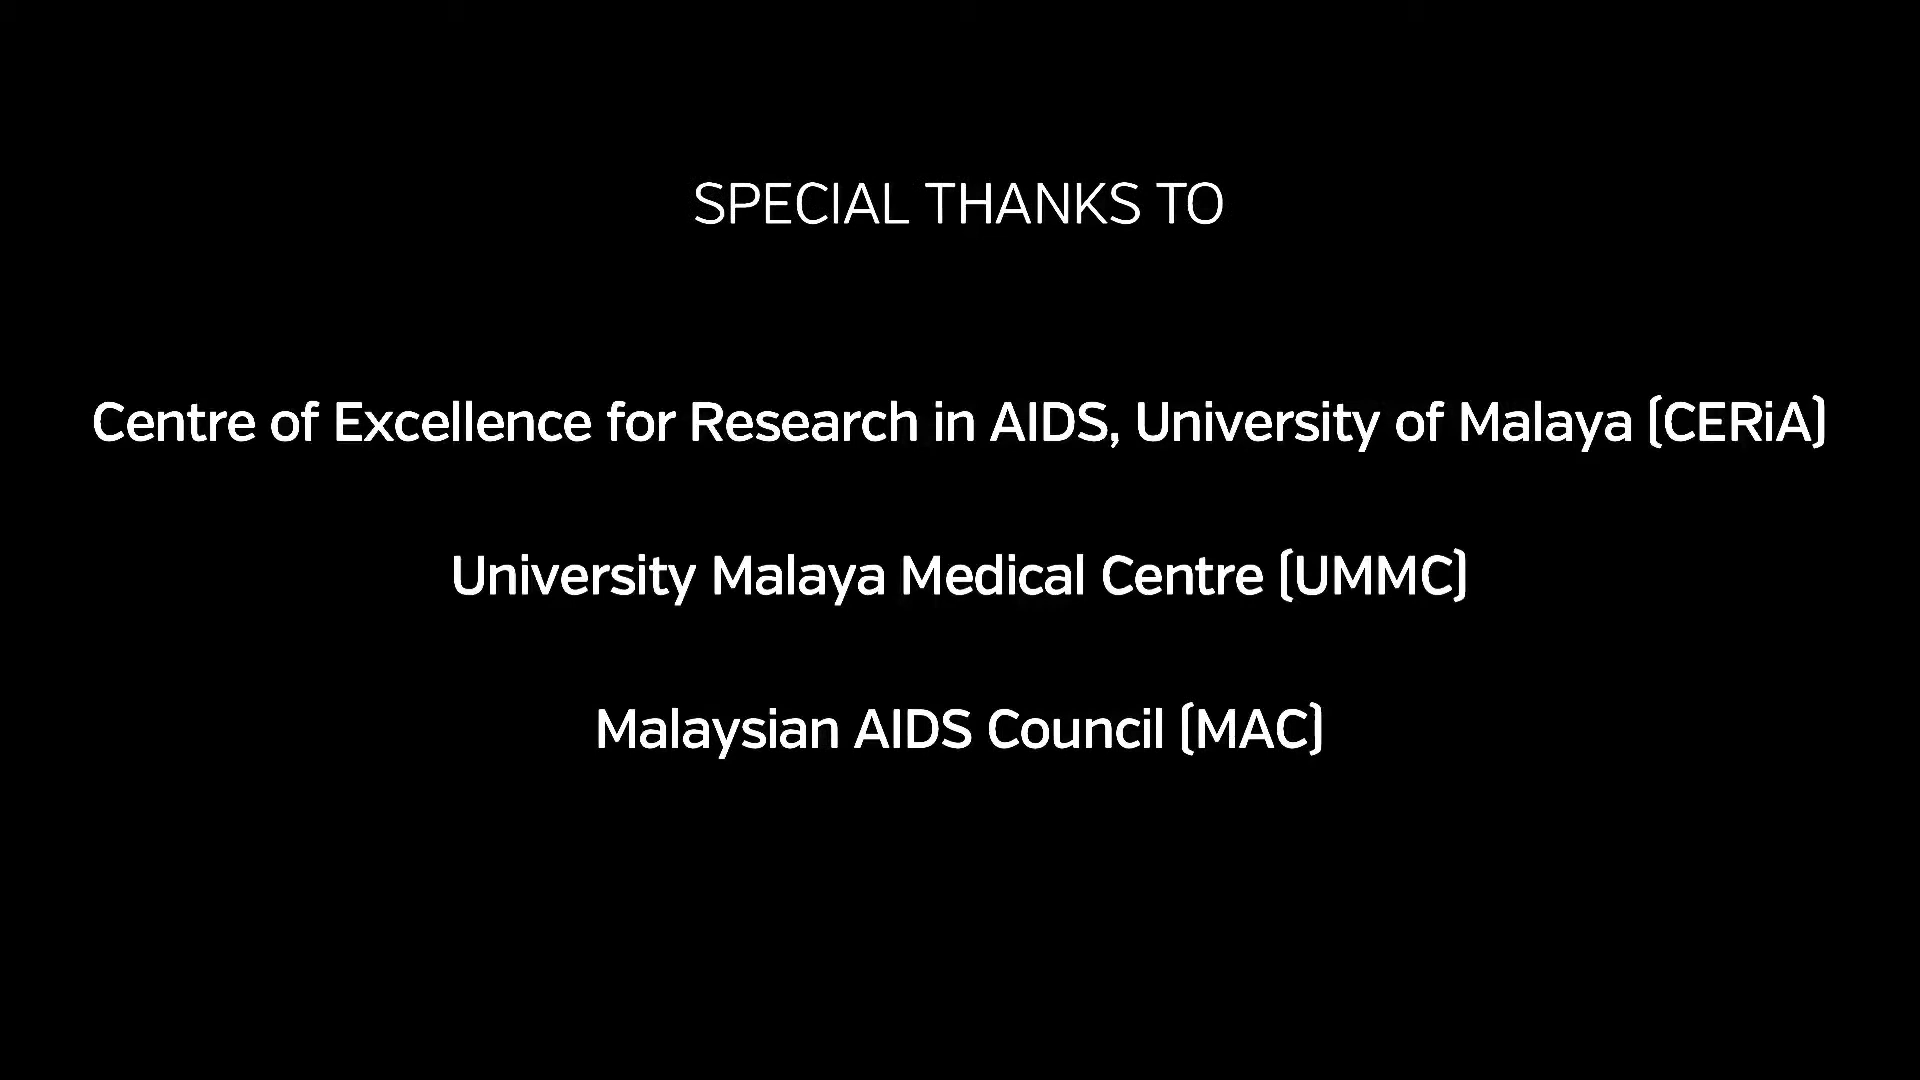 SPECIAL THANKS TO
Centre of Excellence for Research in AIDS, University of Malaya (CERiA)
University Malaya Medical Centre (UMMC)
Malaysian AIDS Council (MAC)